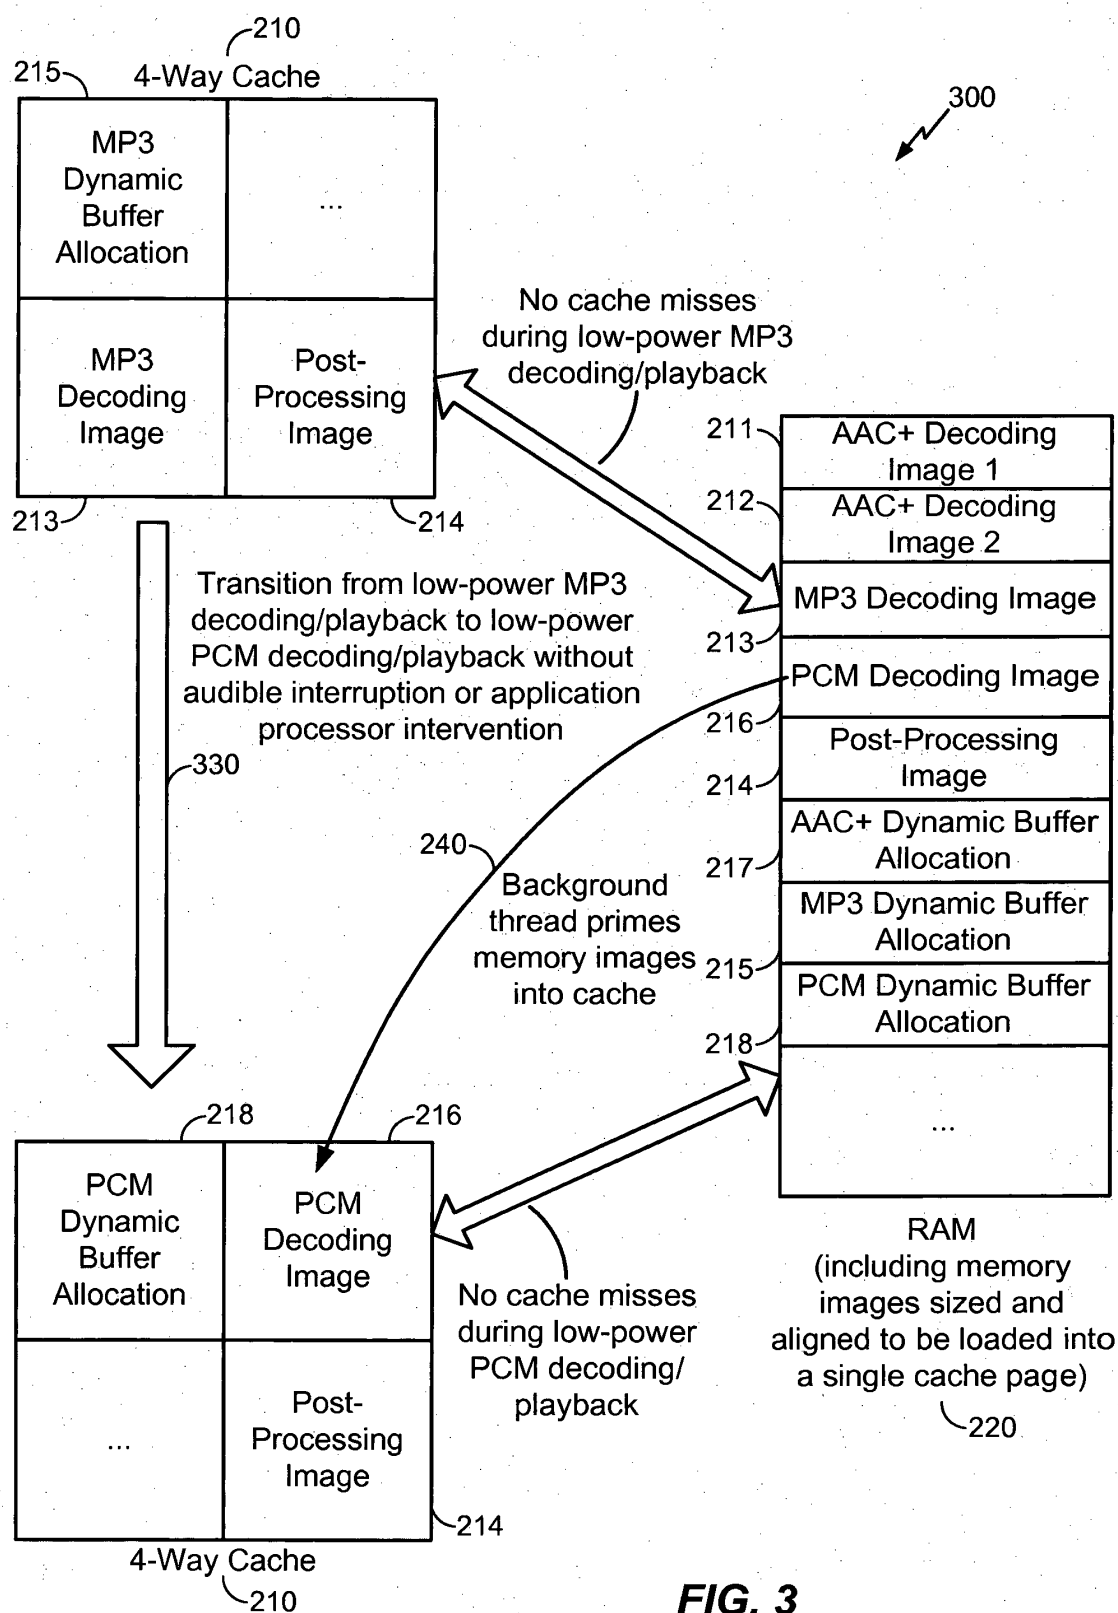 210
4-Way Cache
215
300
MP3
Dynamic
Buffer
Allocation
...
MP3
Decoding
Image
Post-
Processing
Image
213
214
No cache misses
during low-power MP3
decoding/playback
211
AAC+ Decoding
Image 1
212
AAC+ Decoding
Image 2
MP3 Decoding Image
213
PCM Decoding Image
216
Post-Processing
Image
214
AAC+ Dynamic Buffer
Allocation
217
MP3 Dynamic Buffer
Allocation
215
PCM Dynamic Buffer
Allocation
218
...
RAM
(including memory
images sized and
aligned to be loaded into
a single cache page)
220
Transition from low-power MP3
decoding/playback to low-power
PCM decoding/playback without
audible interruption or application
processor intervention
330
240
Background
thread primes
memory images
into cache
218
216
PCM
Dynamic
Buffer
Allocation
PCM
Decoding
Image
...
Post-
Processing
Image
214
4-Way Cache
210
No cache misses
during low-power
PCM decoding/
playback
FIG. 3